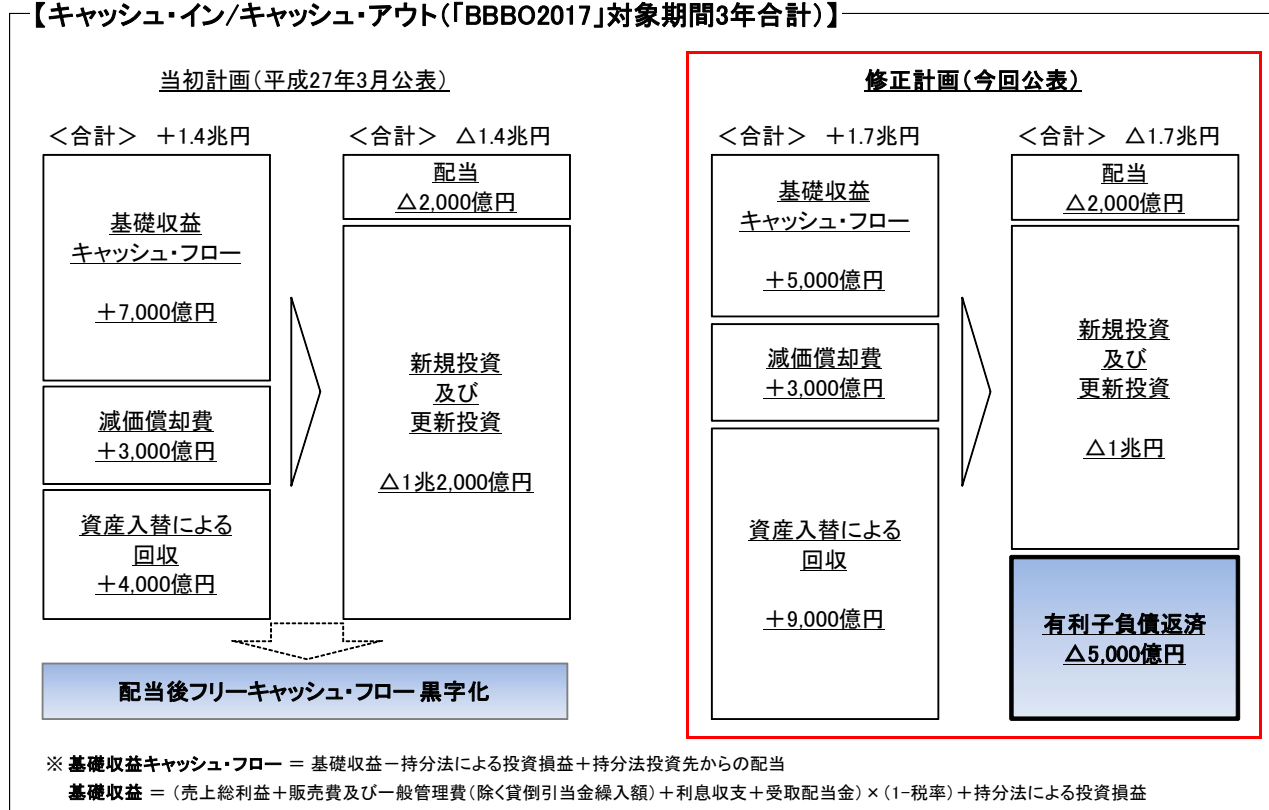 【キャッシュ・イン/キャッシュ・アウト(「BBBO2017」対象期間3年合計)】
当初計画(平成27年3月公表)
<合計> +1.4兆円
<合計> △1.4兆円
基礎収益
キャッシュ・フロー
+7,000億円
減価償却費
+3,000億円
資産入替による
回収
+4,000億円
配当
△2,000億円
新規投資
及び
更新投資
△1兆2,000億円
配当後フリーキャッシュ・フロー 黒字化
修正計画(今回公表)
<合計> +1.7兆円
<合計> △1.7兆円
基礎収益
キャッシュ・フロー
+5,000億円
減価償却費
+3,000億円
資産入替による
回収
+9,000億円
配当
△2,000億円
新規投資
及び
更新投資
△1兆円
有利子負債返済
△5,000億円
※ 基礎収益キャッシュ・フロー = 基礎収益-持分法による投資損益+持分法投資先からの配当
基礎収益 = (売上総利益+販売費及び一般管理費(除く貸倒引当金繰入額)+利息収支+受取配当金)×(1-税率)+持分法による投資損益